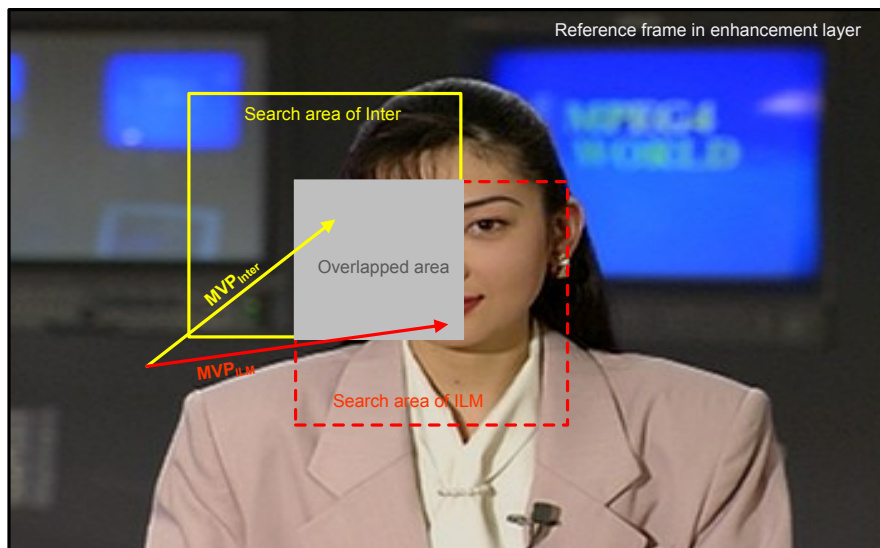 Reference frame in enhancement layer
Search area of Inter
MPEG4
WORLD
MVPInter
Overlapped area
MVPILM
Search area of ILM